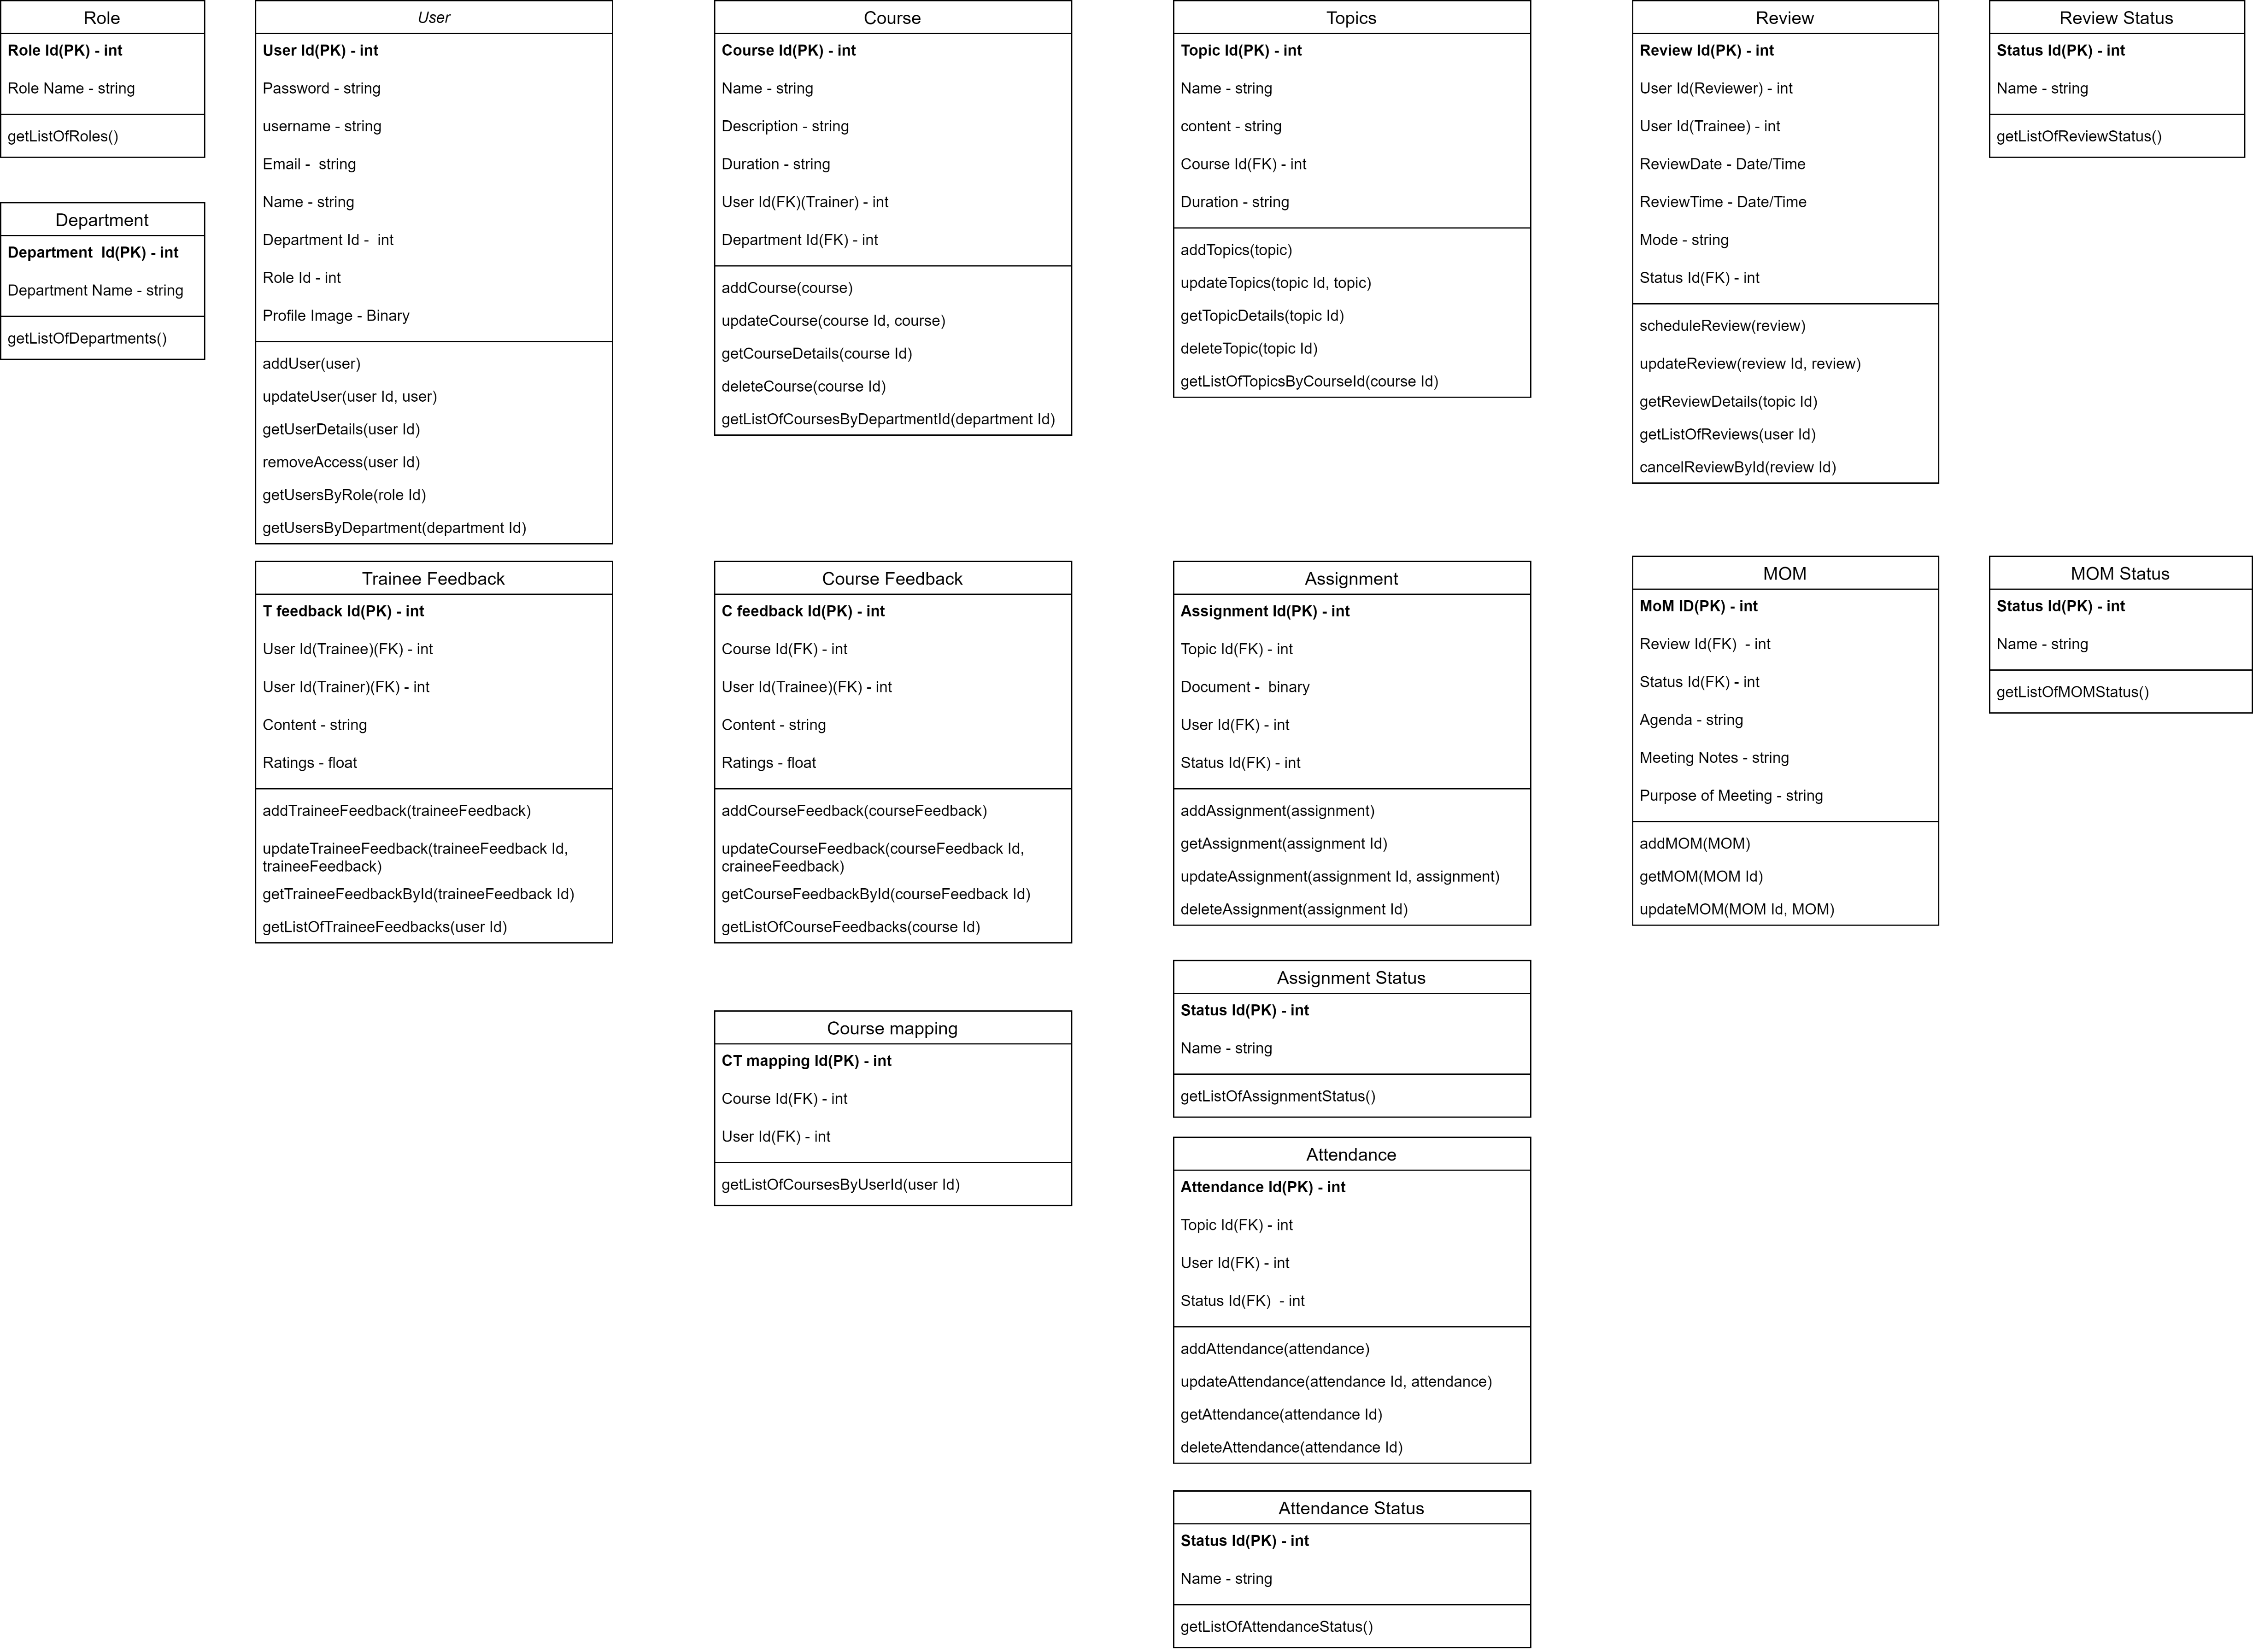 Role
Role Id(PK) - int
Role Name - string
getListOfRoles()
Department
Department  Id(PK) - int
Department Name - string
getListOfDepartments()
User
User Id(PK) - int
Password - string
username - string
Email -  string
Name - string
Department Id -  int
Role Id - int
Profile Image - Binary
addUser(user)
updateUser(user Id, user)
getUserDetails(user Id)
removeAccess(user Id)
getUsersByRole(role Id)
getUsersByDepartment(department Id)
Course
Course Id(PK) - int
Name - string
Description - string
Duration - string
User Id(FK)(Trainer) - int
Department Id(FK) - int
addCourse(course)
updateCourse(course Id, course)
getCourseDetails(course Id)
deleteCourse(course Id)
getListOfCoursesByDepartmentId(department Id)
Topics
Topic Id(PK) - int
Name - string
content - string
Course Id(FK) - int
Duration - string
addTopics(topic)
updateTopics(topic Id, topic)
getTopicDetails(topic Id)
deleteTopic(topic Id)
getListOfTopicsByCourseId(course Id)
Review
Review Id(PK) - int
User Id(Reviewer) - int
User Id(Trainee) - int
ReviewDate - Date/Time
ReviewTime - Date/Time
Mode - string
Status Id(FK) - int
scheduleReview(review)
updateReview(review Id, review)
getReviewDetails(topic Id)
getListOfReviews(user Id)
cancelReviewById(review Id)
Review Status
Status Id(PK) - int
Name - string
getListOfReviewStatus()
Trainee Feedback
T feedback Id(PK) - int
User Id(Trainee)(FK) - int
User Id(Trainer)(FK) - int
Content - string
Ratings - float
addTraineeFeedback(traineeFeedback)
updateTraineeFeedback(traineeFeedback Id,
traineeFeedback)
getTraineeFeedbackById(traineeFeedback Id)
getListOfTraineeFeedbacks(user Id)
Course Feedback
C feedback Id(PK) - int
Course Id(FK) - int
User Id(Trainee)(FK) - int
Content - string
Ratings - float
addCourseFeedback(courseFeedback)
updateCourseFeedback(courseFeedback Id,
craineeFeedback)
getCourseFeedbackById(courseFeedback Id)
getListOfCourseFeedbacks(course Id)
Assignment
Assignment Id(PK) - int
Topic Id(FK) - int
Document -  binary
User Id(FK) - int
Status Id(FK) - int
addAssignment(assignment)
getAssignment(assignment Id)
updateAssignment(assignment Id, assignment)
deleteAssignment(assignment Id)
MOM
MoM ID(PK) - int
Review Id(FK)  - int
Status Id(FK) - int
Agenda - string
Meeting Notes - string
Purpose of Meeting - string
addMOM(MOM)
getMOM(MOM Id)
updateMOM(MOM Id, MOM)
MOM Status
Status Id(PK) - int
Name - string
getListOfMOMStatus()
Course mapping
CT mapping Id(PK) - int
Course Id(FK) - int
User Id(FK) - int
getListOfCoursesByUserId(user Id)
Assignment Status
Status Id(PK) - int
Name - string
getListOfAssignmentStatus()
Attendance
Attendance Id(PK) - int
Topic Id(FK) - int
User Id(FK) - int
Status Id(FK)  - int
addAttendance(attendance)
updateAttendance(attendance Id, attendance)
getAttendance(attendance Id)
deleteAttendance(attendance Id)
Attendance Status
Status Id(PK) - int
Name - string
getListOfAttendanceStatus()